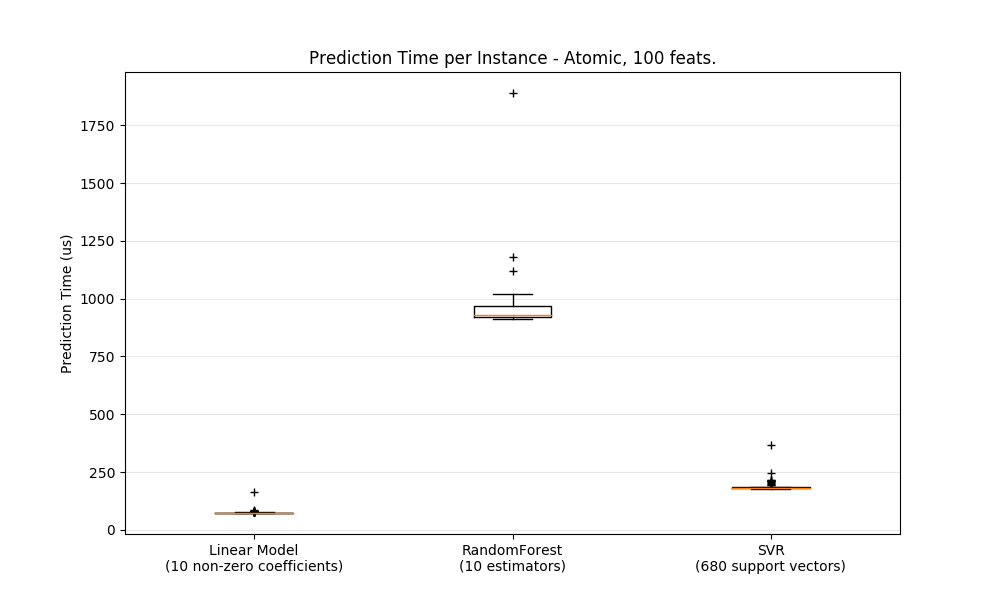 Prediction Time per Instance - Atomic, 100 feats.
Prediction Time (us)
1750
1500
1250
1000
750
500
250
0
Linear Model
(10 non-zero coefficients)
RandomForest
(10 estimators)
SVR
(680 support vectors)